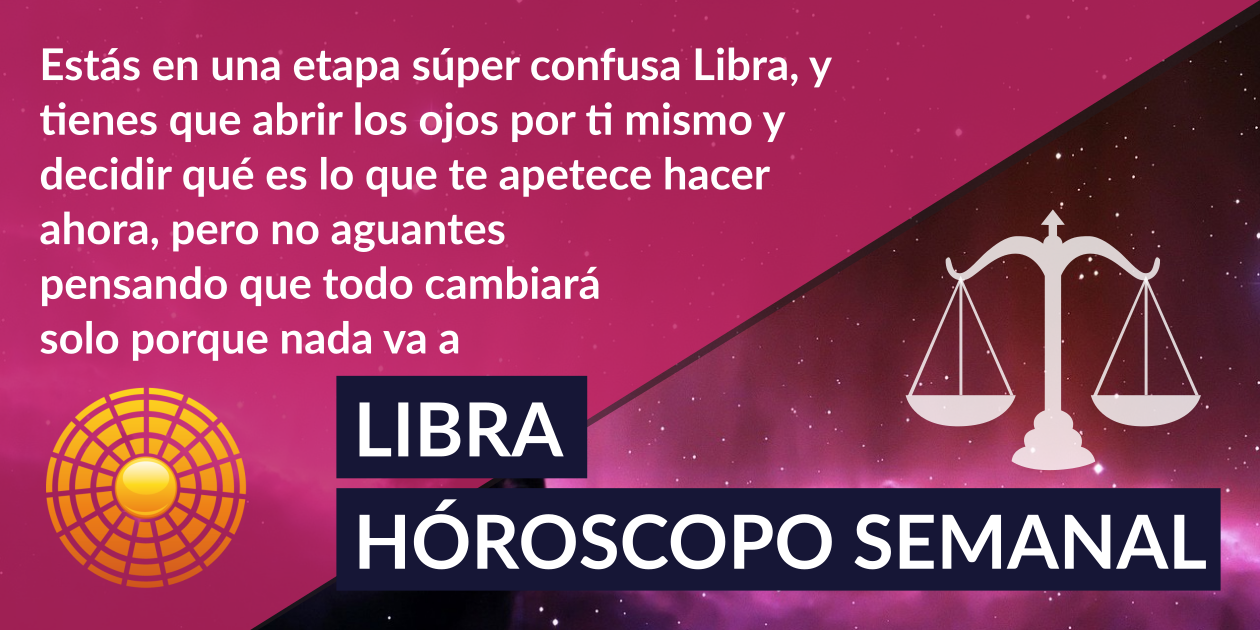 Estás en una etapa súper confusa Libra, y
tienes que abrir los ojos por ti mismo y
decidir qué es lo que te apetece hacer
ahora, pero no aguantes
pensando que todo cambiará
solo porque nada va a
LIBRA
HÓROSCOPO SEMANAL